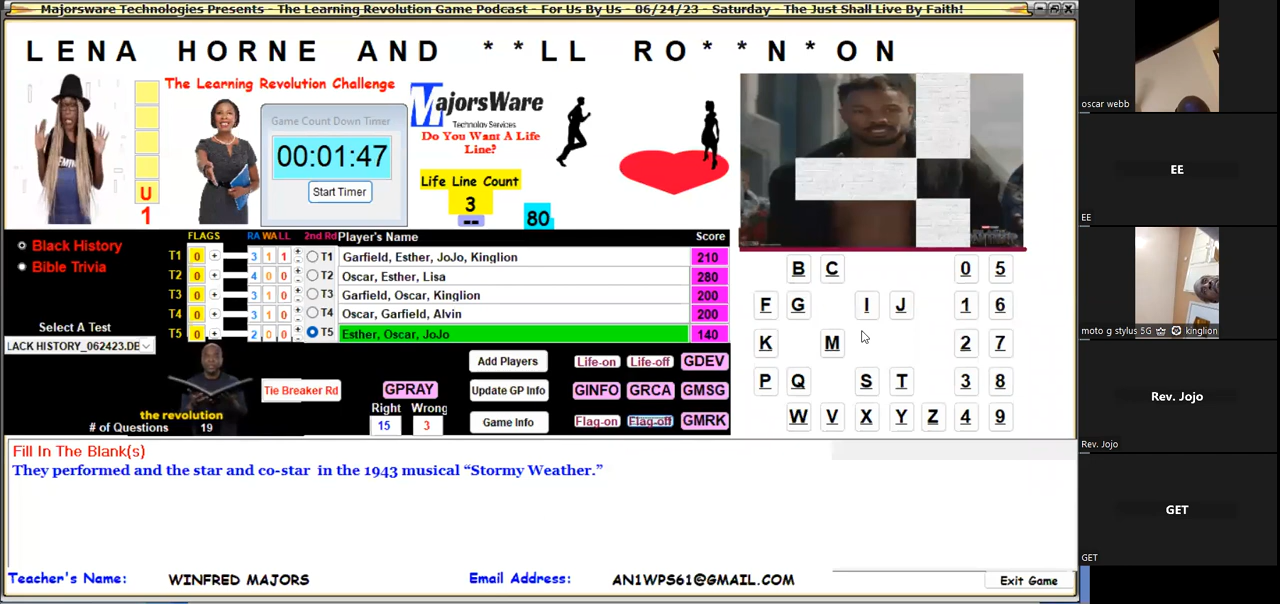 Majorsware Technologies Presents - The Learning Revolution Game Podcast - For Us By Us - 06/24/23 - Saturday - The Just Shall Live By Faith!
LENA HORNE AND **LL RO**N*ON
The Learning Revolution Challenge
U
1
Game Count Down Timer
00:01:47
Start Timer
MajorsWare
Technology Services
Do You Want A Life
Line?
Life Line Count
3
--
80
Black History
Bible Trivia
Select A Test
LACK HISTORY_062423.DE
the revolution
# of Questions 19
FLAGS RA WA LL 2nd Rd Player's Name Score
T1 0 + 3 1 1 T1 Garfield, Esther, JoJo, Kinglion 210
T2 0 + 4 0 0 T2 Oscar, Esther, Lisa 280
T3 0 + 3 1 0 T3 Garfield, Oscar, Kinglion 200
T4 0 + 3 1 0 T4 Oscar, Garfield, Alvin 200
T5 0 + 2 0 0 T5 Esther, Oscar, JoJo 140
Tie Breaker Rd
GPRAY
Right Wrong
15 3
Add Players Life-on Life-off GDEV
Update GP Info GINFO GRCA GMSG
Game Info Flag-on Flag-off GMRK
B C 0 5
F G I J 1 6
K M 2 7
P Q S T 3 8
W V X Y Z 4 9
Fill In The Blank(s)
They performed and the star and co-star in the 1943 musical “Stormy Weather.”
Teacher's Name: WINFRED MAJORS Email Address: AN1WPS61@GMAIL.COM Exit Game
oscar webb
EE
EE
moto g stylus 5G kinglion
Rev. Jojo
Rev. Jojo
GET
GET